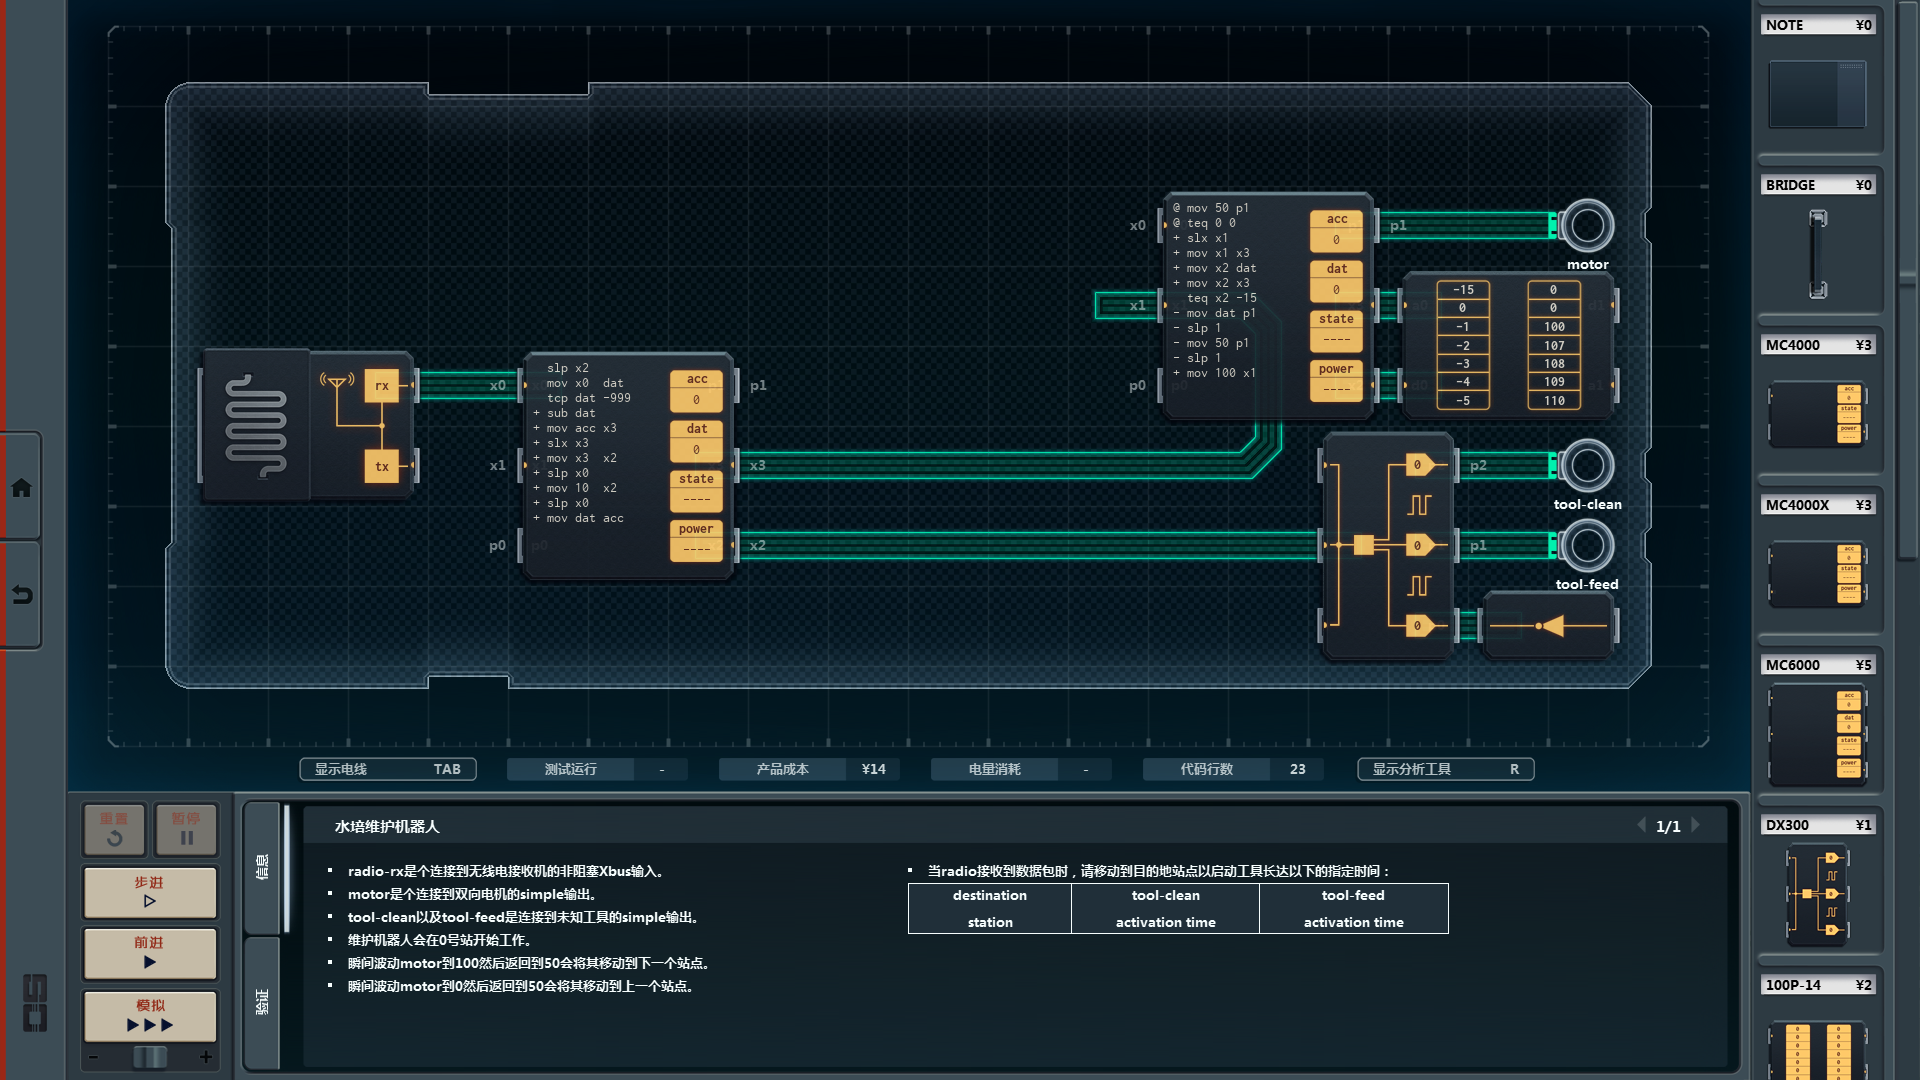 NOTE ¥0
BRIDGE ¥0
MC4000 ¥3
acc
0
state
----
power
----
MC4000X ¥3
acc
0
state
----
power
----
MC6000 ¥5
acc
0
dat
0
state
----
power
----
DX300 ¥1
0
0
0
100P-14 ¥2
x0
x1
p0
@ mov 50 p1
@ teq 0 0
+ slx x1
+ mov x1 x3
+ mov x2 dat
+ mov x2 x3
teq x2 -15
- mov dat p1
- slp 1
- mov 50 p1
- slp 1
+ mov 100 x1
acc
0
dat
0
state
----
power
----
p1
motor
-15 0
0 0
-1 100
-2 107
-3 108
-4 109
-5 110
rx
tx
x0
x1
p0
slp x2
mov x0 dat
tcp dat -999
+ sub dat
+ mov acc x3
+ slx x3
+ mov x3 x2
+ slp x0
+ mov 10 x2
+ slp x0
+ mov dat acc
acc
0
dat
0
state
----
power
----
p1
x3
x2
0
0
0
p2
tool-clean
p1
tool-feed
显示电线 TAB
测试运行 -
产品成本 ¥14
电量消耗 -
代码行数 23
显示分析工具 R
重置
暂停
步进
前进
模拟
- +
信息
验证
水培维护机器人
1/1
▪ radio-rx是个连接到无线电接收机的非阻塞Xbus输入。
▪ motor是个连接到双向电机的simple输出。
▪ tool-clean以及tool-feed是连接到未知工具的simple输出。
▪ 维护机器人会在0号站开始工作。
▪ 瞬间波动motor到100然后返回到50会将其移动到下一个站点。
▪ 瞬间波动motor到0然后返回到50会将其移动到上一个站点。
▪ 当radio接收到数据包时，请移动到目的地站点以启动工具长达以下的指定时间：
destination tool-clean tool-feed
station activation time activation time